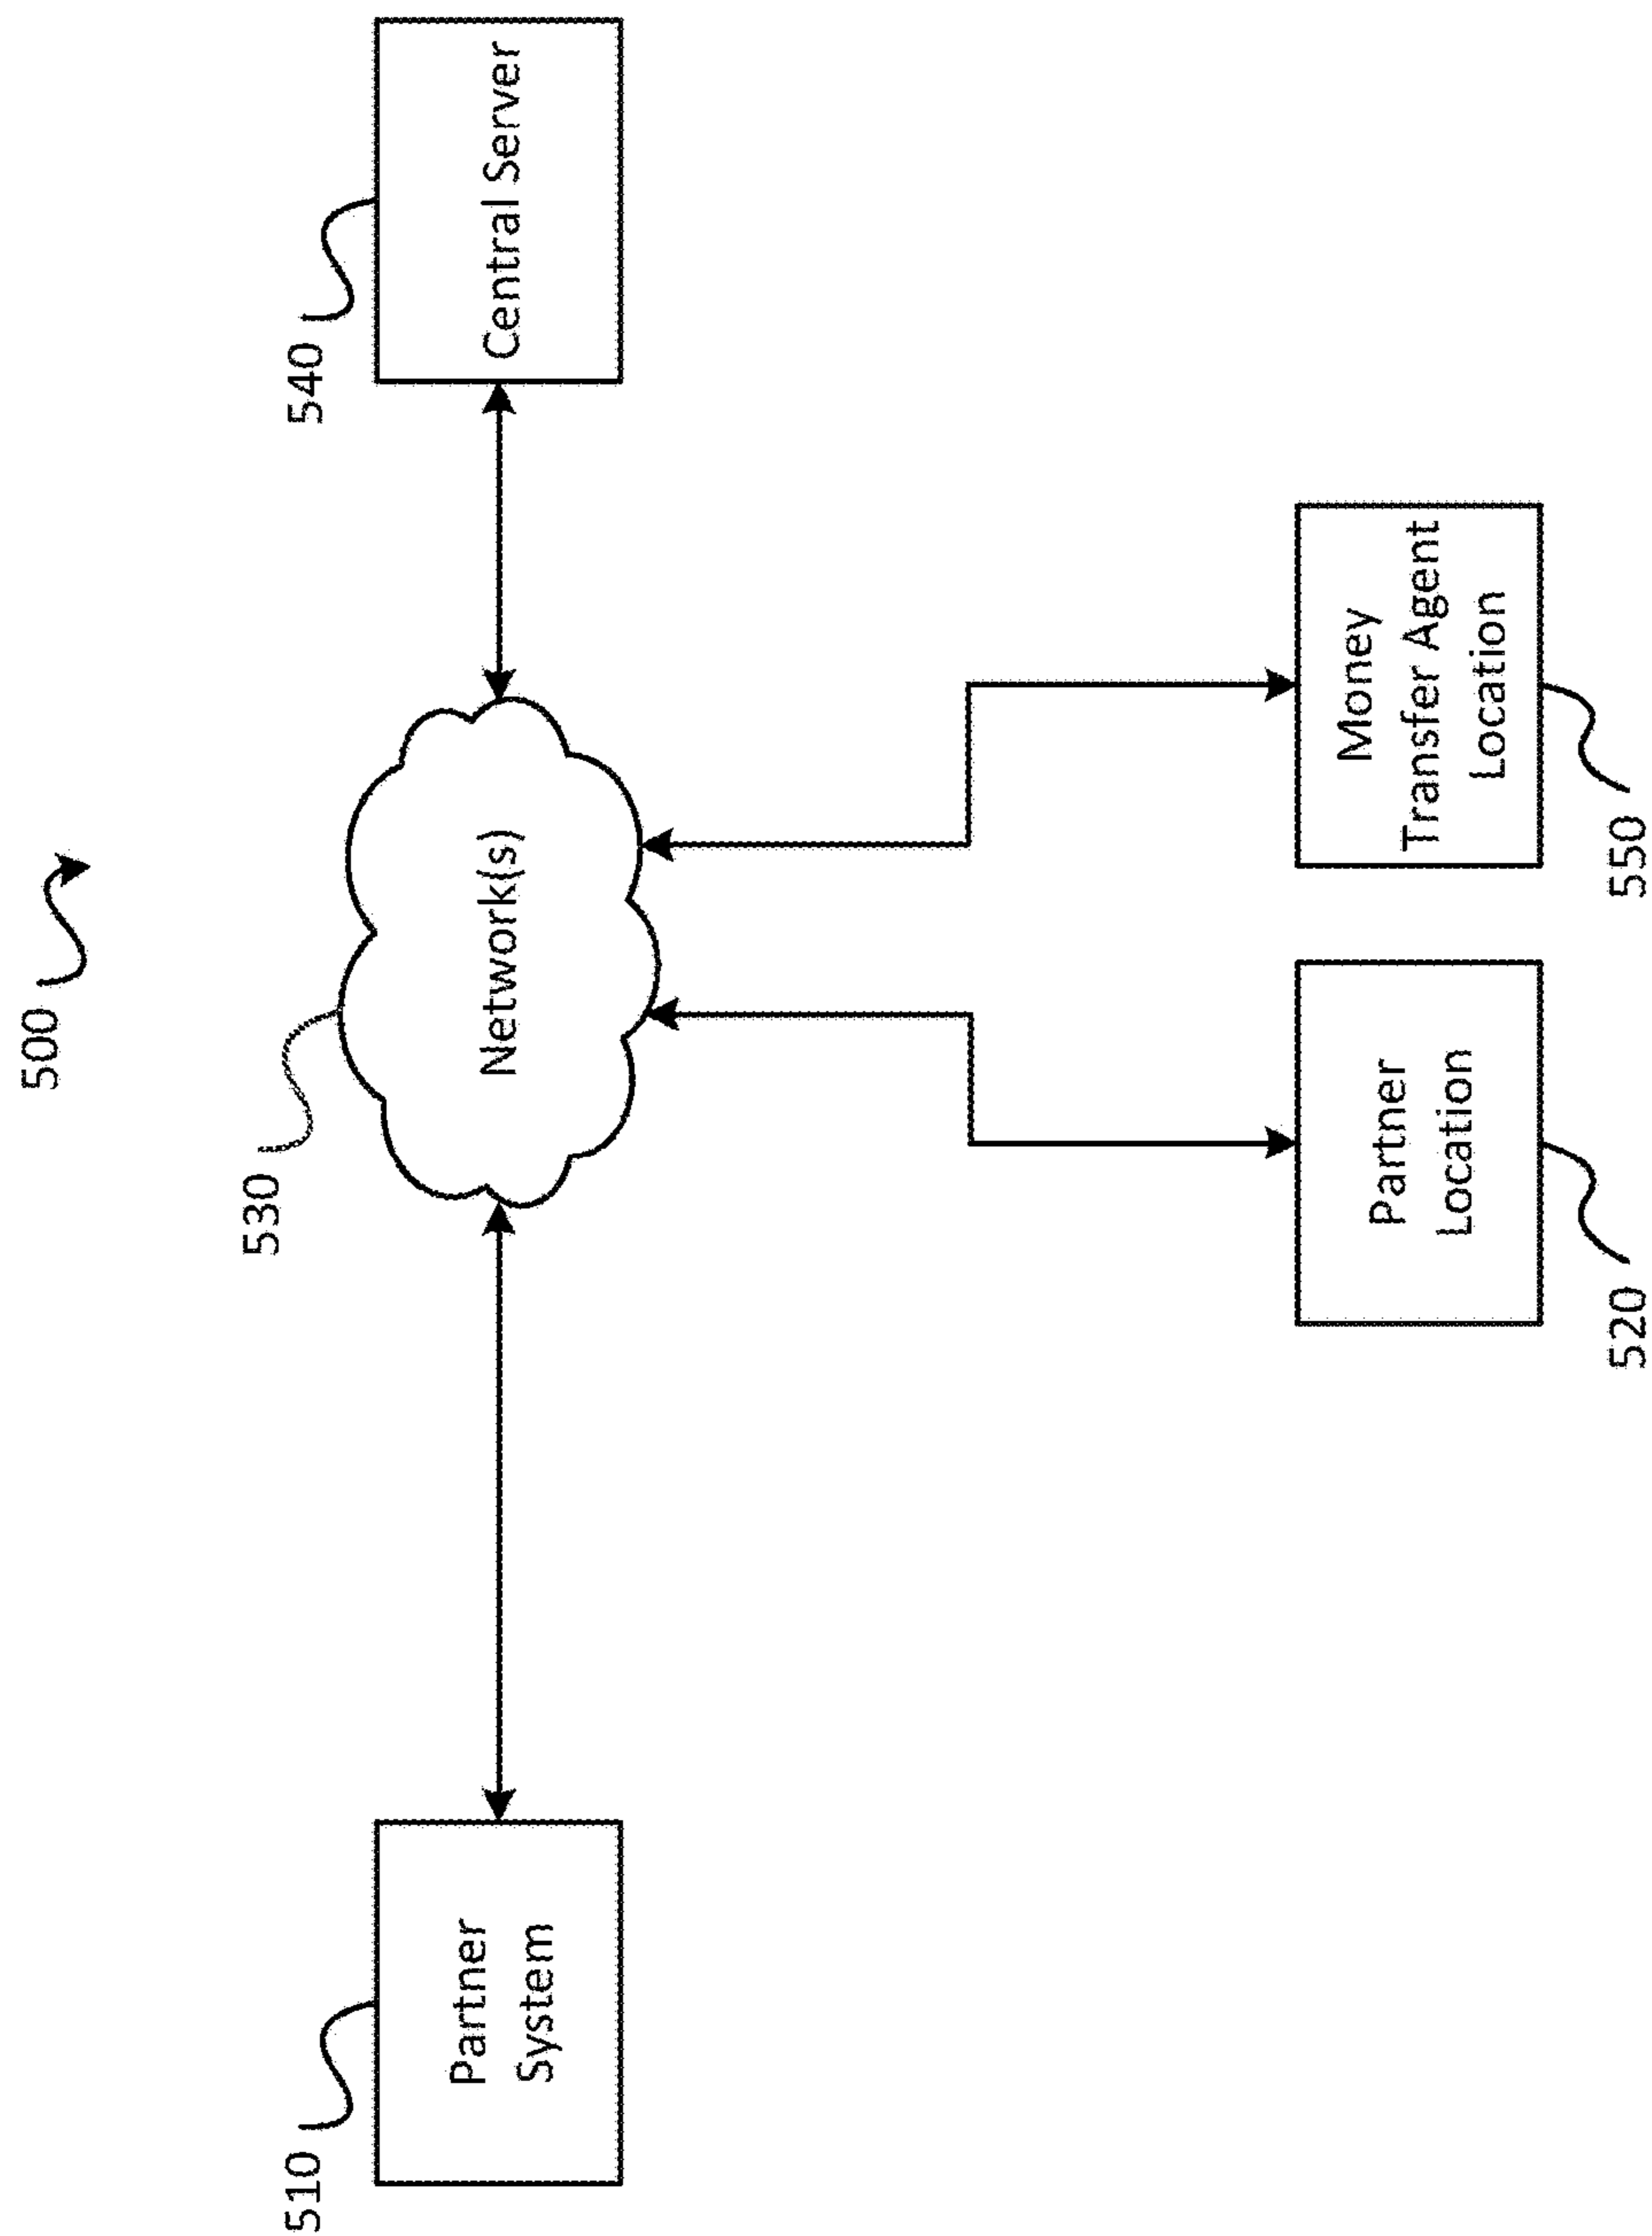 500
530
540
510
Partner
System
Network(s)
Central Server
Partner
Location
Money
Transfer Agent
Location
520
550